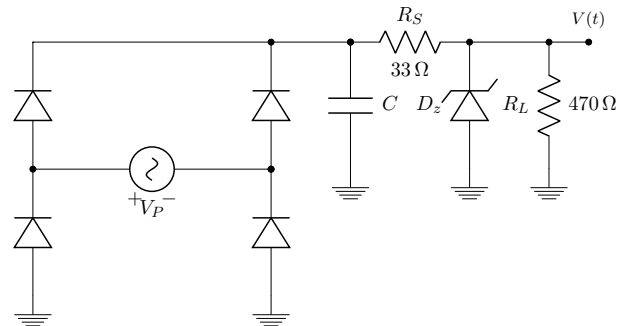 R_S
V(t)
33 Ω
C
D_z
R_L
470 Ω
+ V_P −